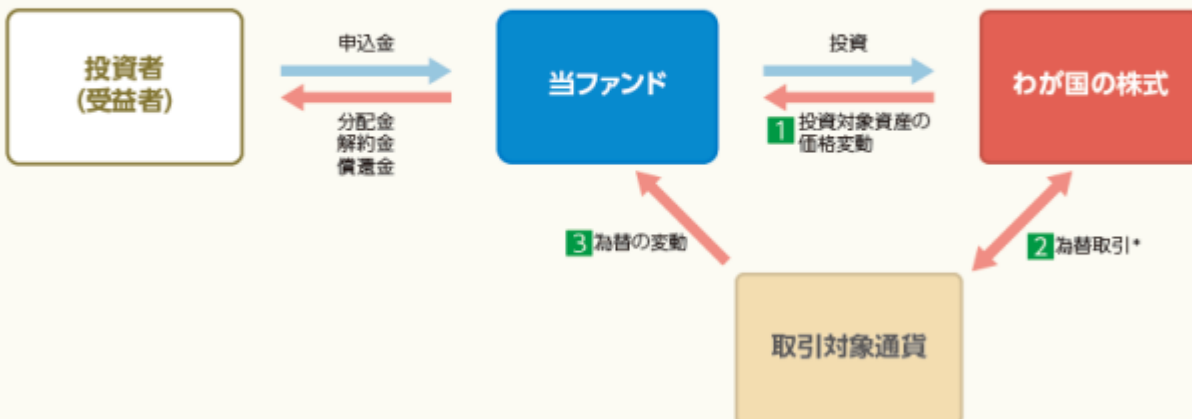 投資者
(受益者)
申込金
分配金
解約金
償還金
当ファンド
投資
1 投資対象資産の
価格変動
わが国の株式
3 為替の変動
2 為替取引*
取引対象通貨